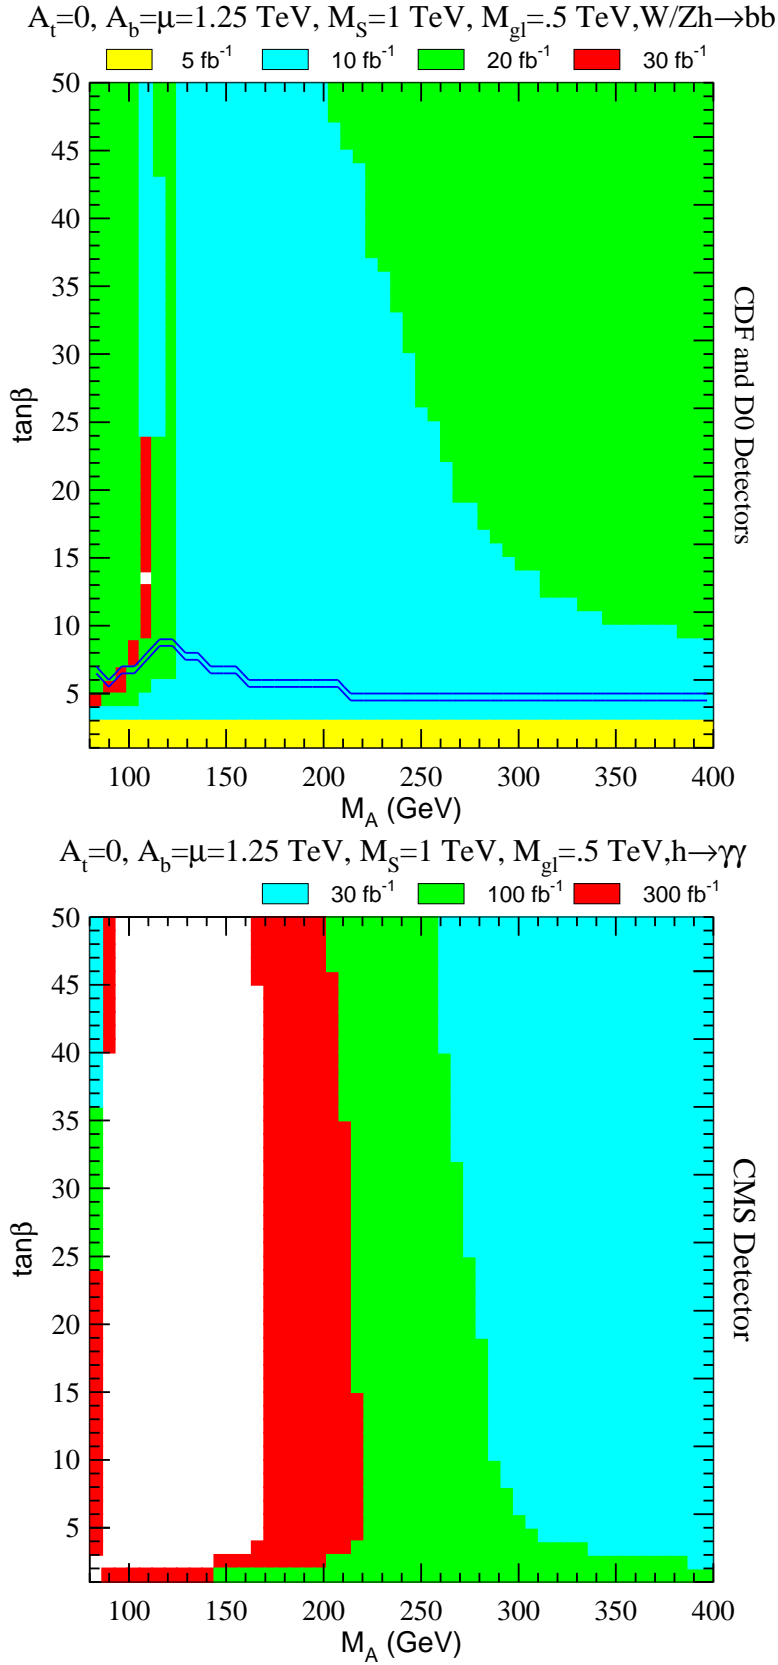 A_t=0, A_b=μ=1.25 TeV, M_S=1 TeV, M_gl=.5 TeV,W/Zh→bb
5 fb⁻¹ 10 fb⁻¹ 20 fb⁻¹ 30 fb⁻¹
50
45
40
35
30
25
20
15
10
5
tanβ
CDF and D0 Detectors
100 150 200 250 300 350 400
M_A (GeV)
A_t=0, A_b=μ=1.25 TeV, M_S=1 TeV, M_gl=.5 TeV,h→γγ
30 fb⁻¹ 100 fb⁻¹ 300 fb⁻¹
50
45
40
35
30
25
20
15
10
5
tanβ
CMS Detector
100 150 200 250 300 350 400
M_A (GeV)